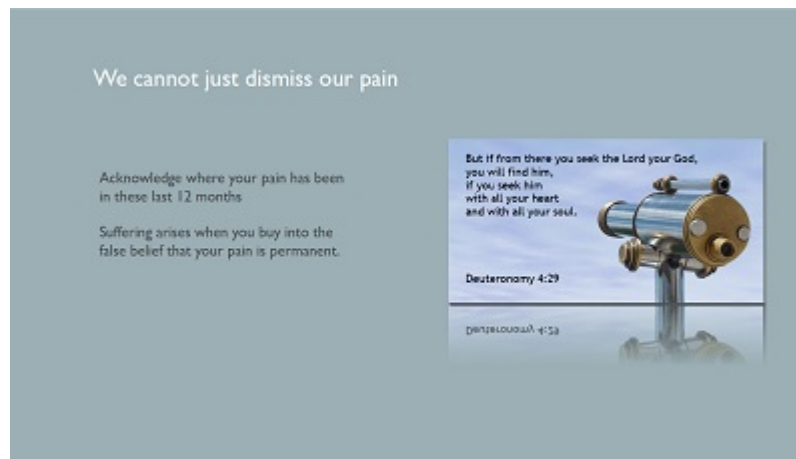 We cannot just dismiss our pain
Acknowledge where your pain has been
in these last 12 months
Suffering arises when you buy into the
false belief that your pain is permanent.
But if from there you seek the Lord your God,
you will find him,
if you seek him
with all your heart
and with all your soul.
Deuteronomy 4:29
Deuteronomy 4:29